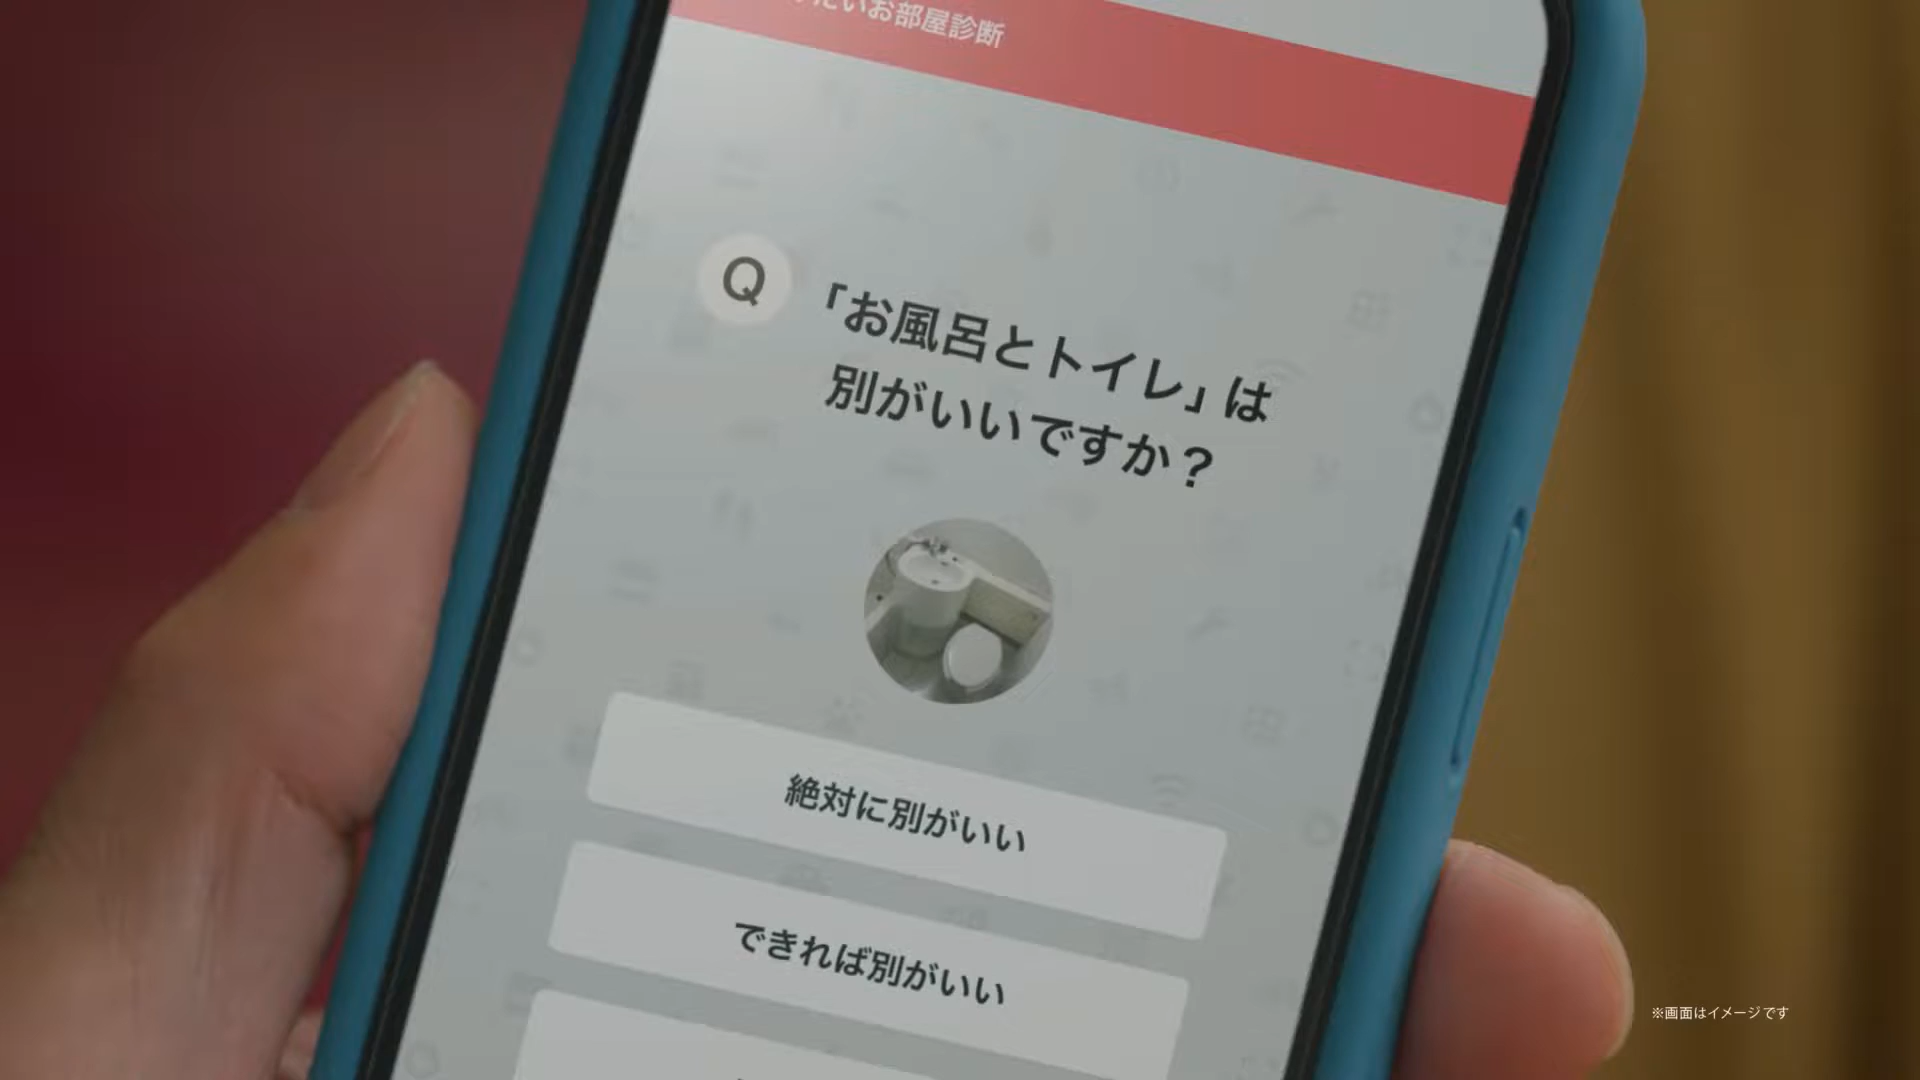 たいお部屋診断
Q
「お風呂とトイレ」は
別がいいですか？
絶対に別がいい
できれば別がいい
※画面はイメージです